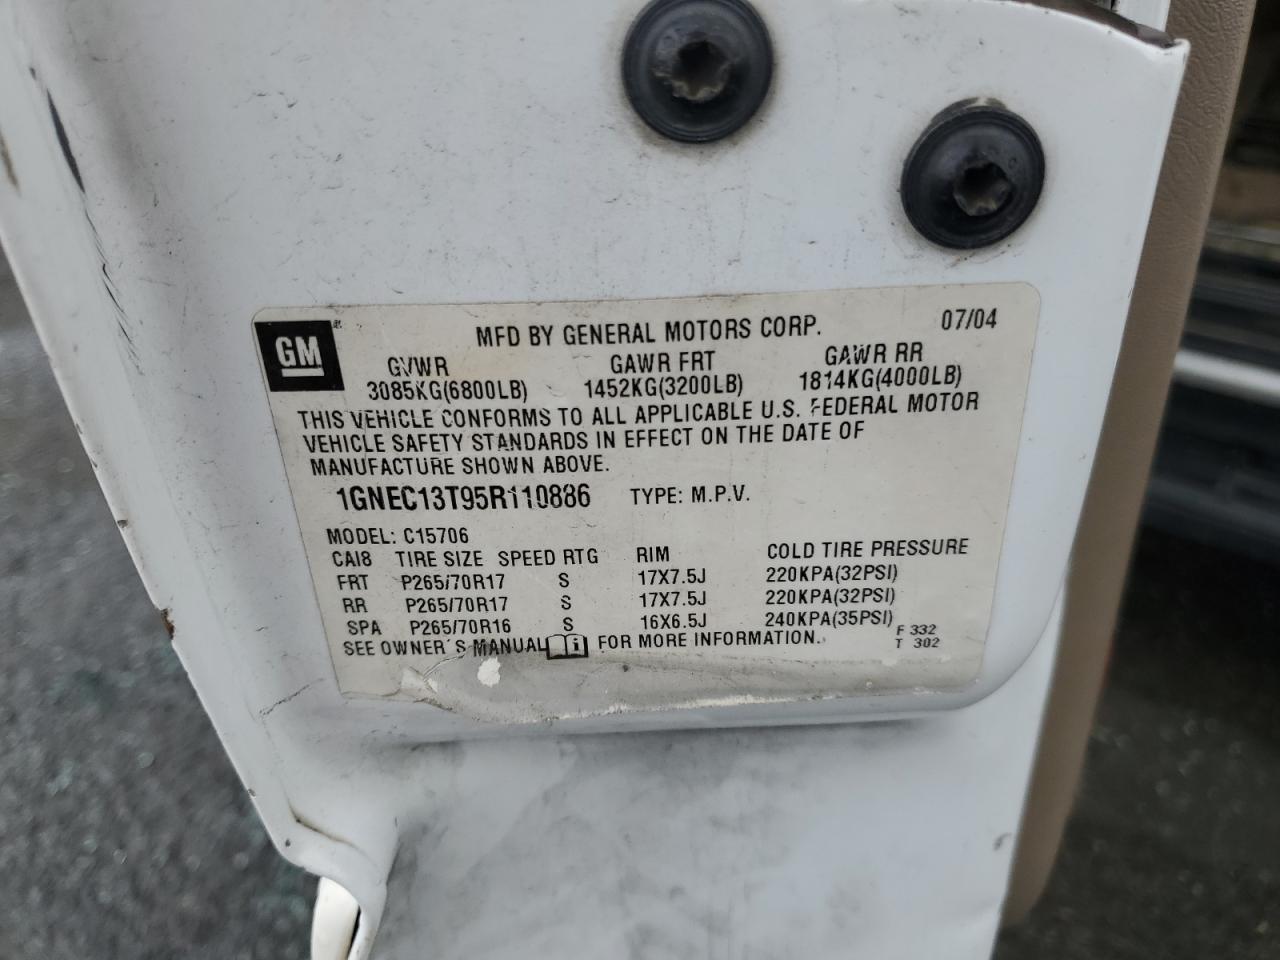 GM
MFD BY GENERAL MOTORS CORP. 07/04
GVWR GAWR FRT GAWR RR
3085KG(6800LB) 1452KG(3200LB) 1814KG(4000LB)
THIS VEHICLE CONFORMS TO ALL APPLICABLE U.S. FEDERAL MOTOR
VEHICLE SAFETY STANDARDS IN EFFECT ON THE DATE OF
MANUFACTURE SHOWN ABOVE.
1GNEC13T95R110886 TYPE: M.P.V.
MODEL: C15706
CAI8 TIRE SIZE SPEED RTG RIM COLD TIRE PRESSURE
FRT P265/70R17 S 17X7.5J 220KPA(32PSI)
RR P265/70R17 S 17X7.5J 220KPA(32PSI)
SPA P265/70R16 S 16X6.5J 240KPA(35PSI)
SEE OWNER'S MANUAL i FOR MORE INFORMATION.
F 332
T 302